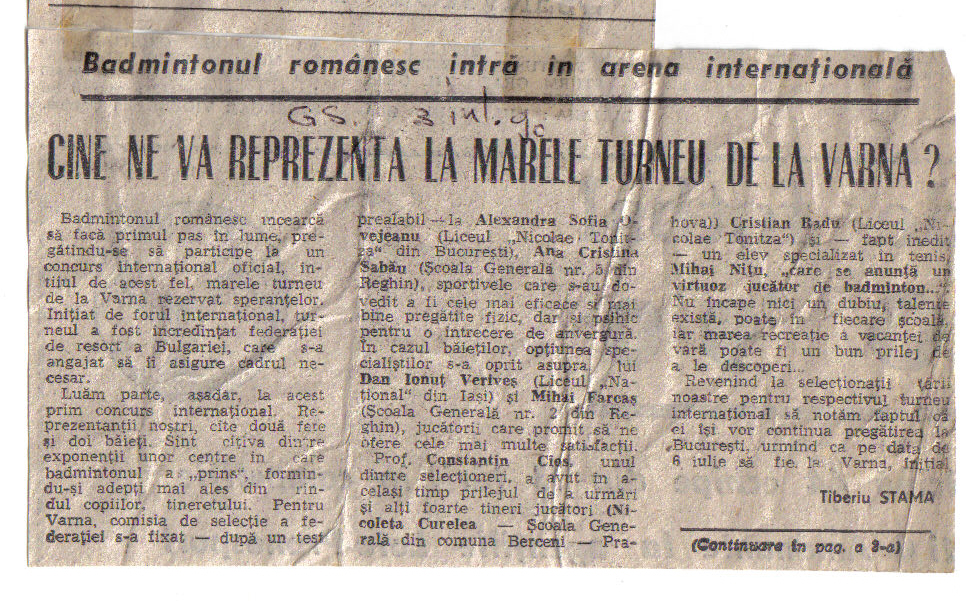 Badmintonul românesc intră in arena internațională
GS. 3 iul. 90
CINE NE VA REPREZENTA LA MARELE TURNEU DE LA VARNA ?
Badmintonul românesc încearcă
să facă primul pas în lume, pre-
gătindu-se să participe la un
concurs internațional oficial, în-
tîiul de acest fel, marele turneu
de la Varna rezervat speranțelor.
Inițiat de forul internațional, tur-
neul a fost încredințat federației
de resort a Bulgariei, care s-a
angajat să îi asigure cadrul ne-
cesar.
Luăm parte, așadar, la acest
prim concurs internațional. Re-
prezentanții noștri, cîte două fete
și doi băieți. Sînt cîțiva dintre
exponenții unor centre în care
badmintonul a „prins", formîn-
du-și adepți mai ales din rîn-
dul copiilor, tineretului. Pentru
Varna, comisia de selecție a fe-
derației s-a fixat — după un test
prealabil — la Alexandra Sofia O-
vejeanu (Liceul „Nicolae Tonit-
za" din București), Ana Cristina
Sabău (Școala Generală nr. 5 din
Reghin), sportivele care s-au do-
vedit a fi cele mai eficace și mai
bine pregătite fizic, dar și psihic
pentru o întrecere de anvergură.
În cazul băieților, opțiunea spe-
cialiștilor s-a oprit asupra lui
Dan Ionuț Verîveș (Liceul „Na-
țional" din Iași) și Mihai Farcaș
(Școala Generală nr. 2 din Re-
ghin), jucătorii care promit să ne
ofere cele mai multe satisfacții.
Prof. Constantin Cioș, unul
dintre selecționeri, a avut în a-
celași timp prilejul de a urmări
și alți foarte tineri jucători (Ni-
coleta Curelea — Școala Gene-
rală din comuna Berceni — Pra-
hova)) Cristian Radu (Liceul „Ni-
colae Tonitza") și — fapt inedit
— un elev specializat în tenis,
Mihai Nițu, „care se anunță un
virtuoz jucător de badminton...".
Nu încape nici un dubiu, talente
există, poate în fiecare școală,
iar marea recreație a vacanței de
vară poate fi un bun prilej de
a le descoperi...
Revenind la selecționații țării
noastre pentru respectivul turneu
internațional să notăm faptul că
ei își vor continua pregătirea la
București, urmînd ca pe data de
6 iulie să fie la Varna. Inițial
Tiberiu STAMA
(Continuare în pag. a 3-a)